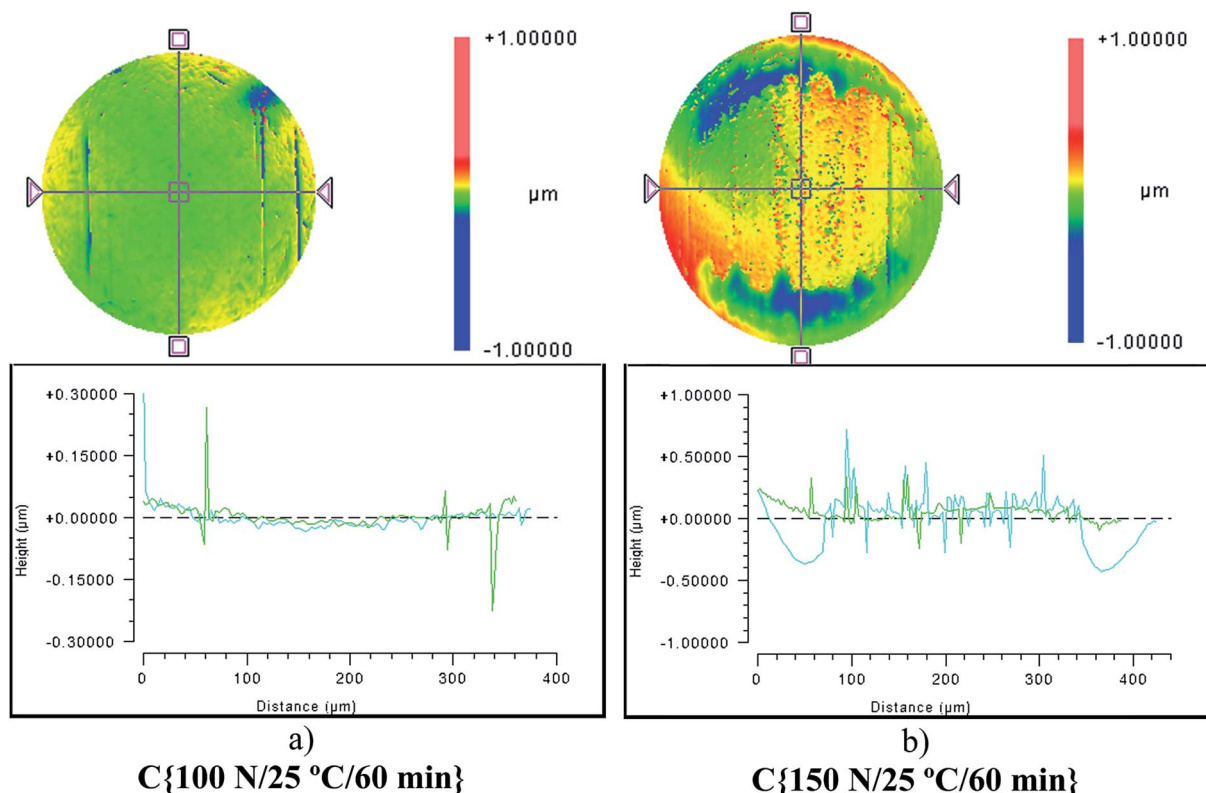 +1.00000
µm
-1.00000
+1.00000
µm
-1.00000
+0.30000
+0.15000
+0.00000
-0.15000
-0.30000
Height (µm)
0
100
200
300
400
Distance (µm)
+1.00000
+0.50000
+0.00000
-0.50000
-1.00000
Height (µm)
0
100
200
300
400
Distance (µm)
a)
C{100 N/25 ºC/60 min}
b)
C{150 N/25 ºC/60 min}